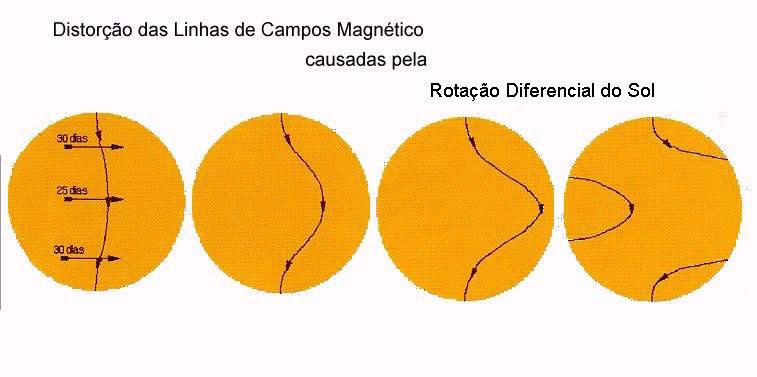 Distorção das Linhas de Campos Magnético
causadas pela
Rotação Diferencial do Sol
30 dias
25 dias
30 dias